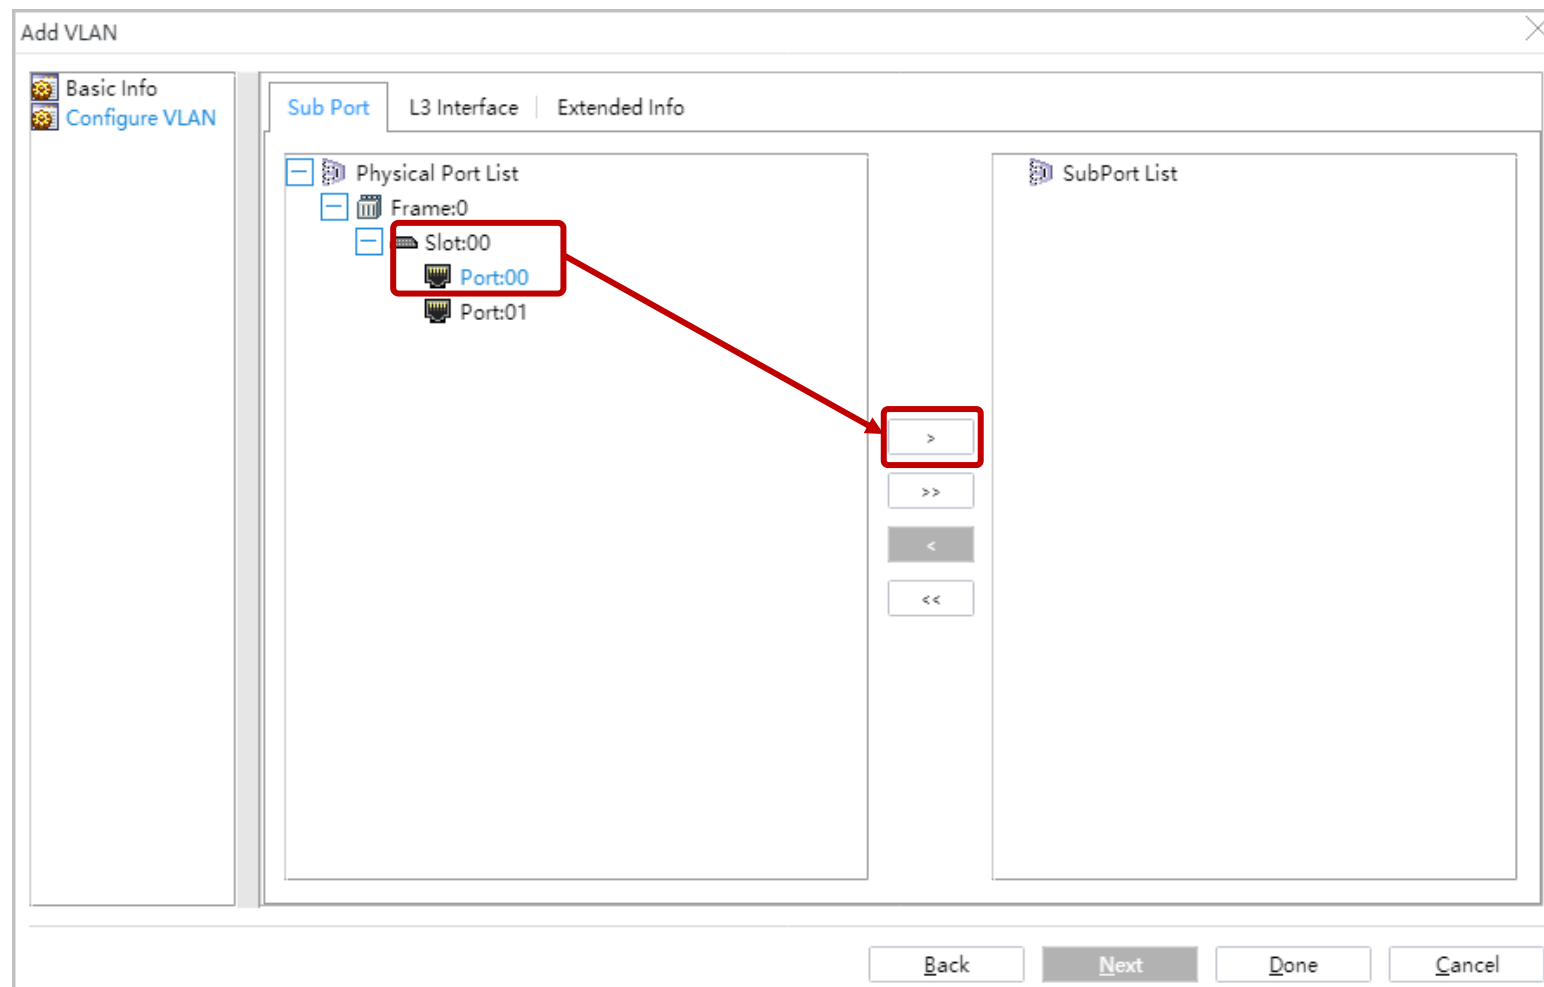 Add VLAN
Basic Info
Configure VLAN
Sub Port
L3 Interface
Extended Info
Physical Port List
Frame:0
Slot:00
Port:00
Port:01
>
>>
<
<<
SubPort List
Back
Next
Done
Cancel